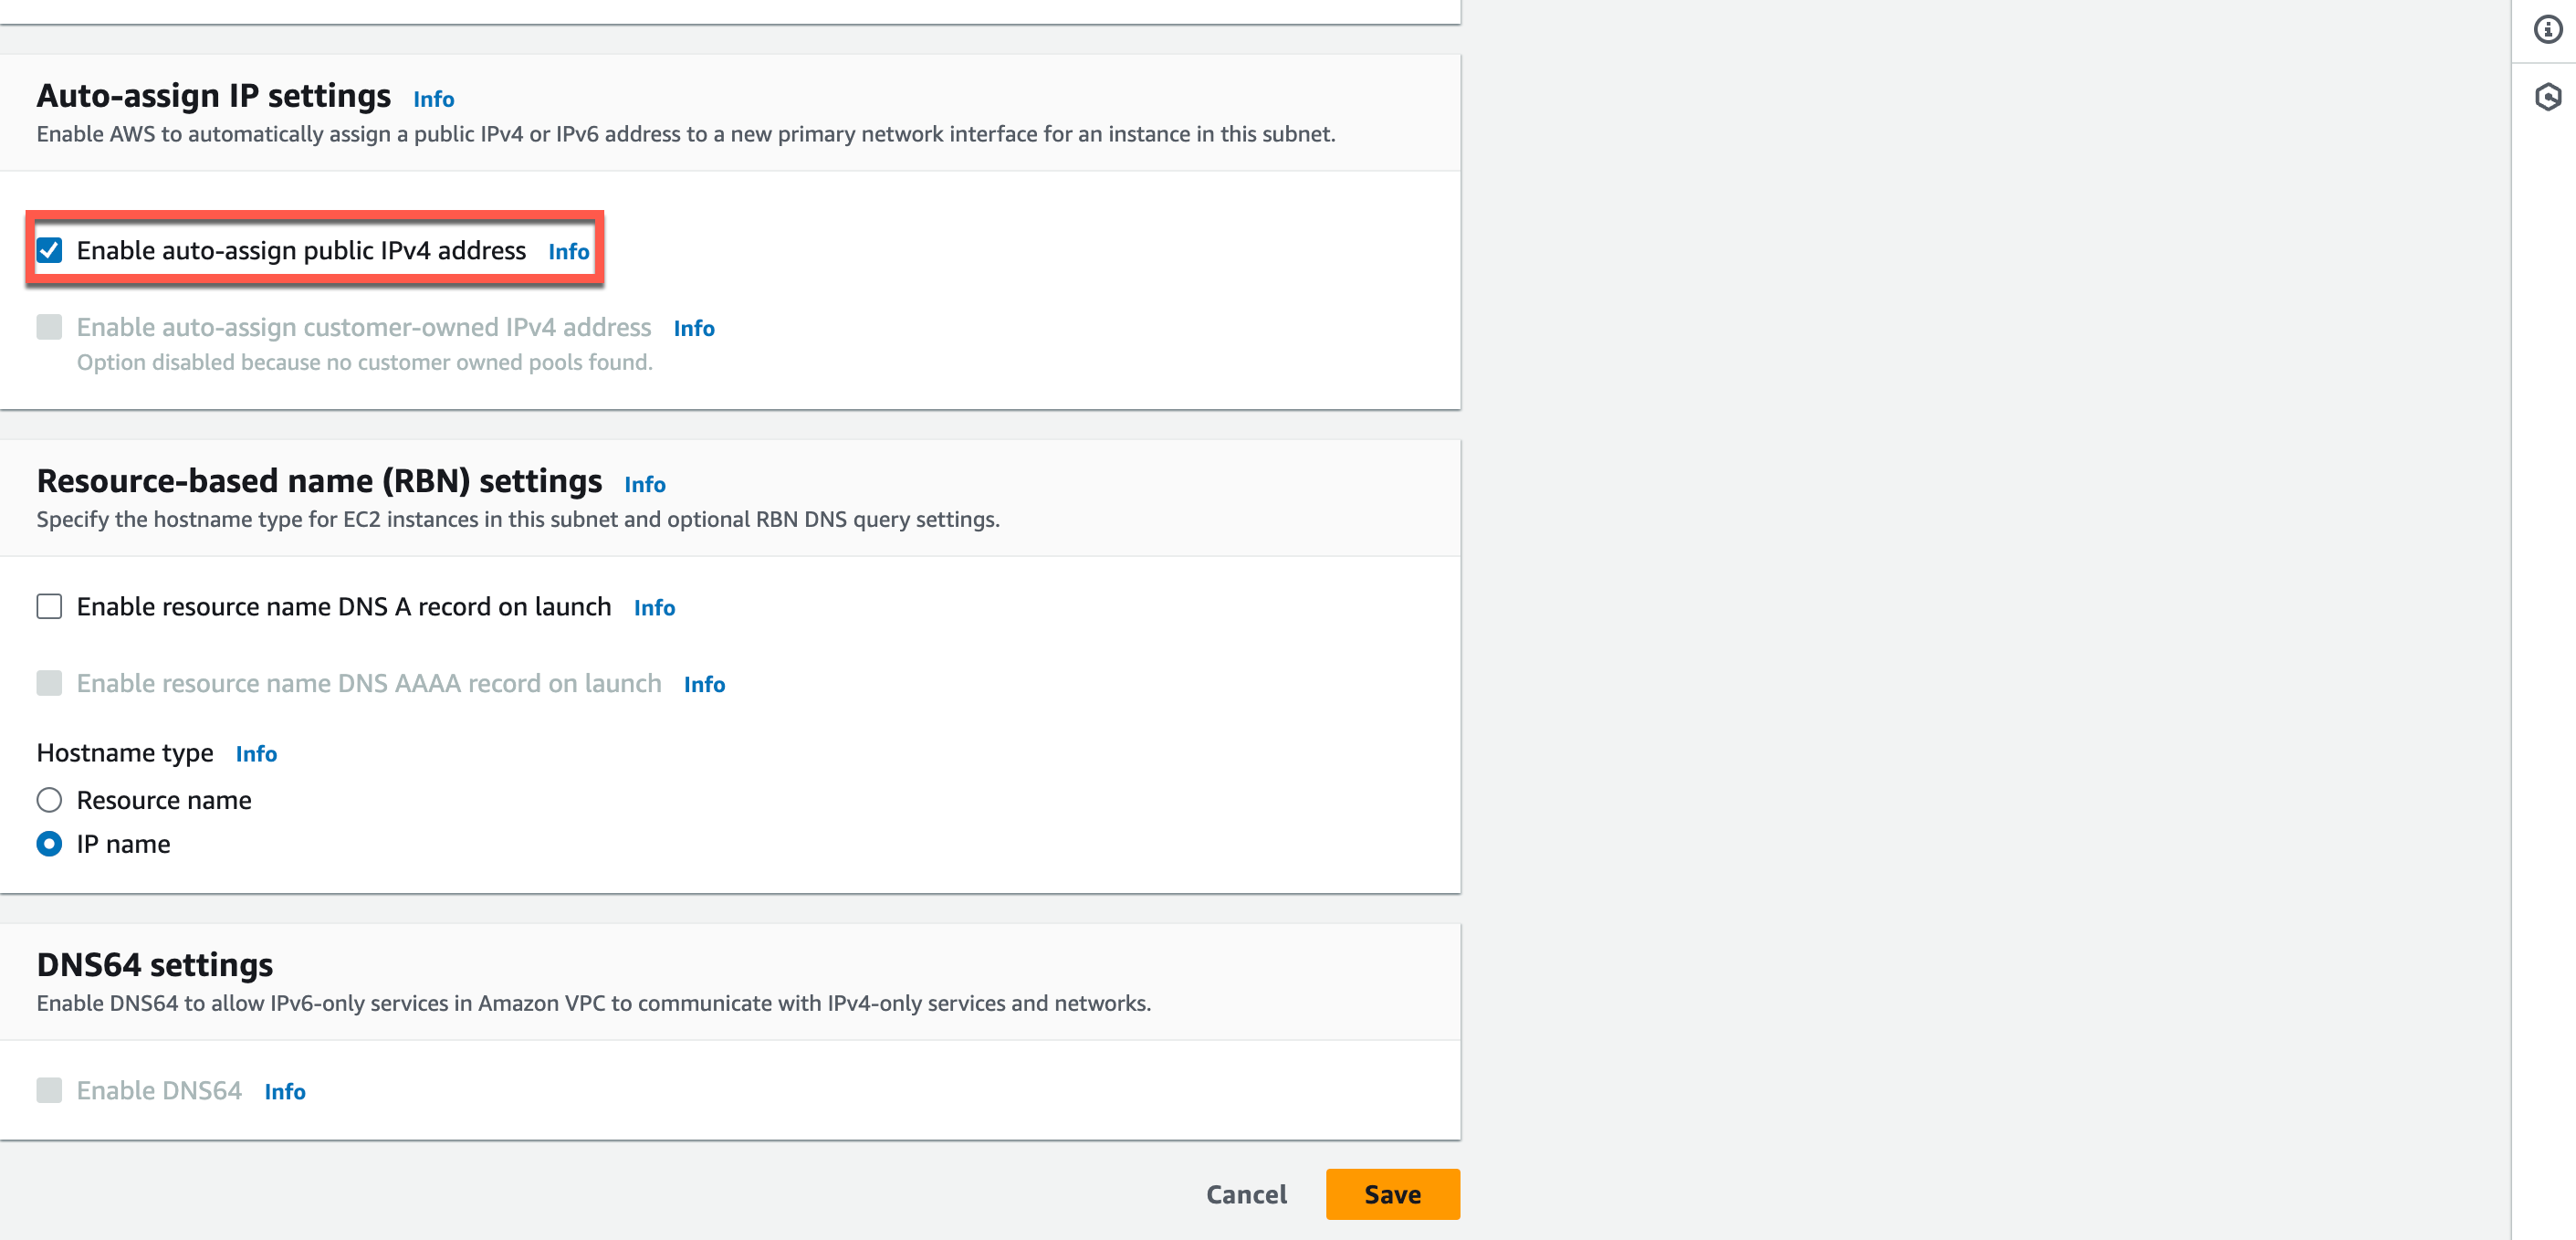 Auto-assign IP settings Info
Enable AWS to automatically assign a public IPv4 or IPv6 address to a new primary network interface for an instance in this subnet.
Enable auto-assign public IPv4 address Info
Enable auto-assign customer-owned IPv4 address Info
Option disabled because no customer owned pools found.
Resource-based name (RBN) settings Info
Specify the hostname type for EC2 instances in this subnet and optional RBN DNS query settings.
Enable resource name DNS A record on launch Info
Enable resource name DNS AAAA record on launch Info
Hostname type Info
Resource name
IP name
DNS64 settings
Enable DNS64 to allow IPv6-only services in Amazon VPC to communicate with IPv4-only services and networks.
Enable DNS64 Info
Cancel Save